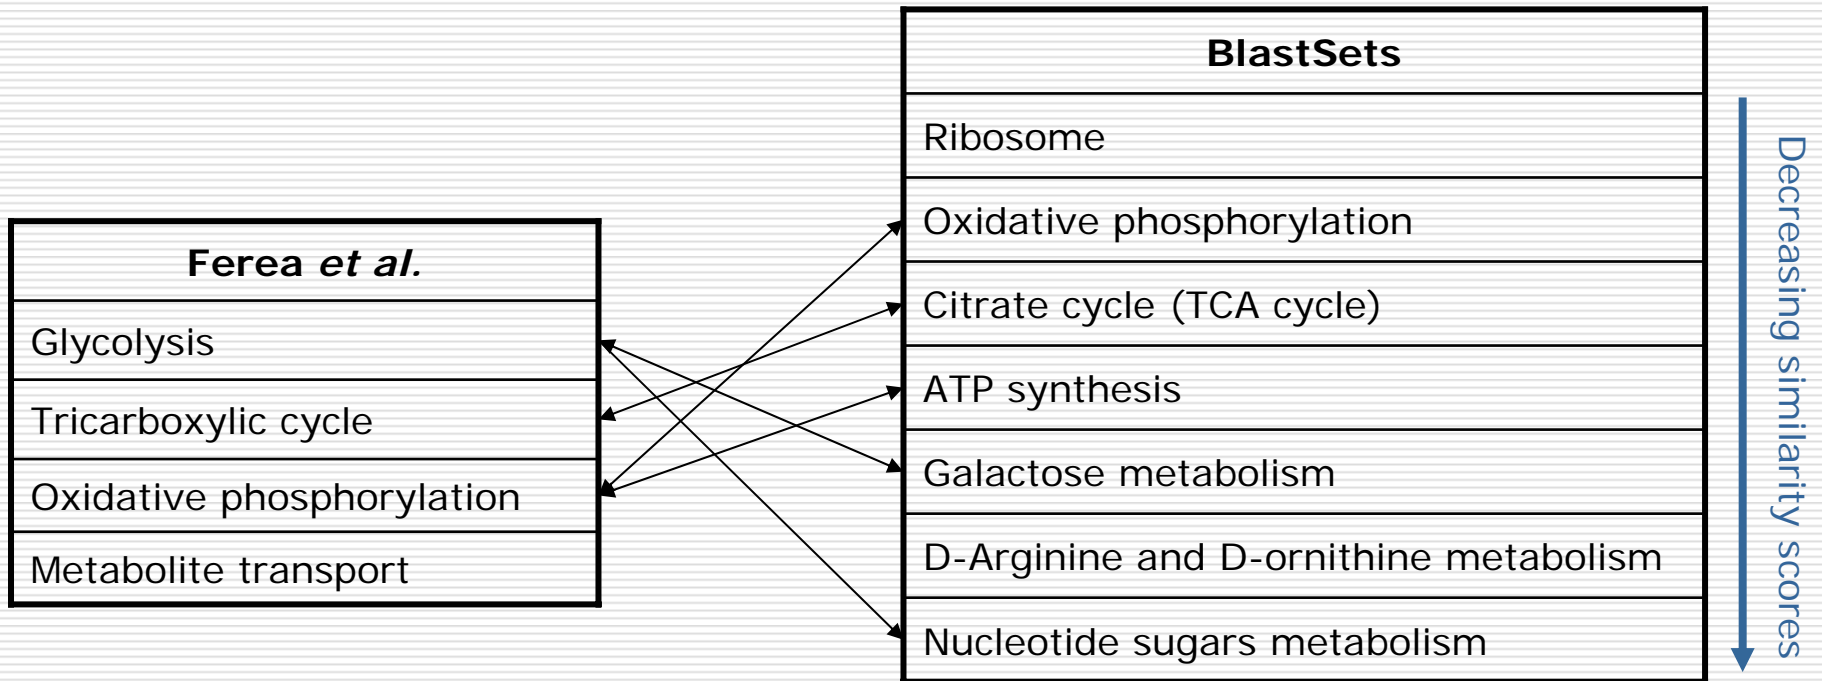 Ferea et al.
Glycolysis
Tricarboxylic cycle
Oxidative phosphorylation
Metabolite transport
BlastSets
Ribosome
Oxidative phosphorylation
Citrate cycle (TCA cycle)
ATP synthesis
Galactose metabolism
D-Arginine and D-ornithine metabolism
Nucleotide sugars metabolism
Decreasing similarity scores